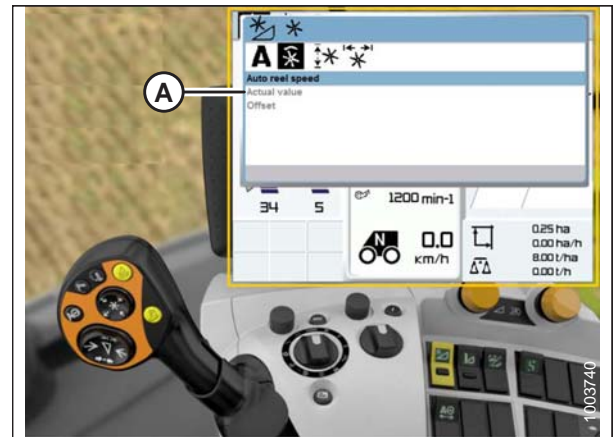 A
Auto reel speed
Actual value
Offset
A
34
5
1200 min-1
N
0.0
km/h
0.25 ha
0.00 ha/h
8.00 t/ha
0.00 t/h
S
1003740